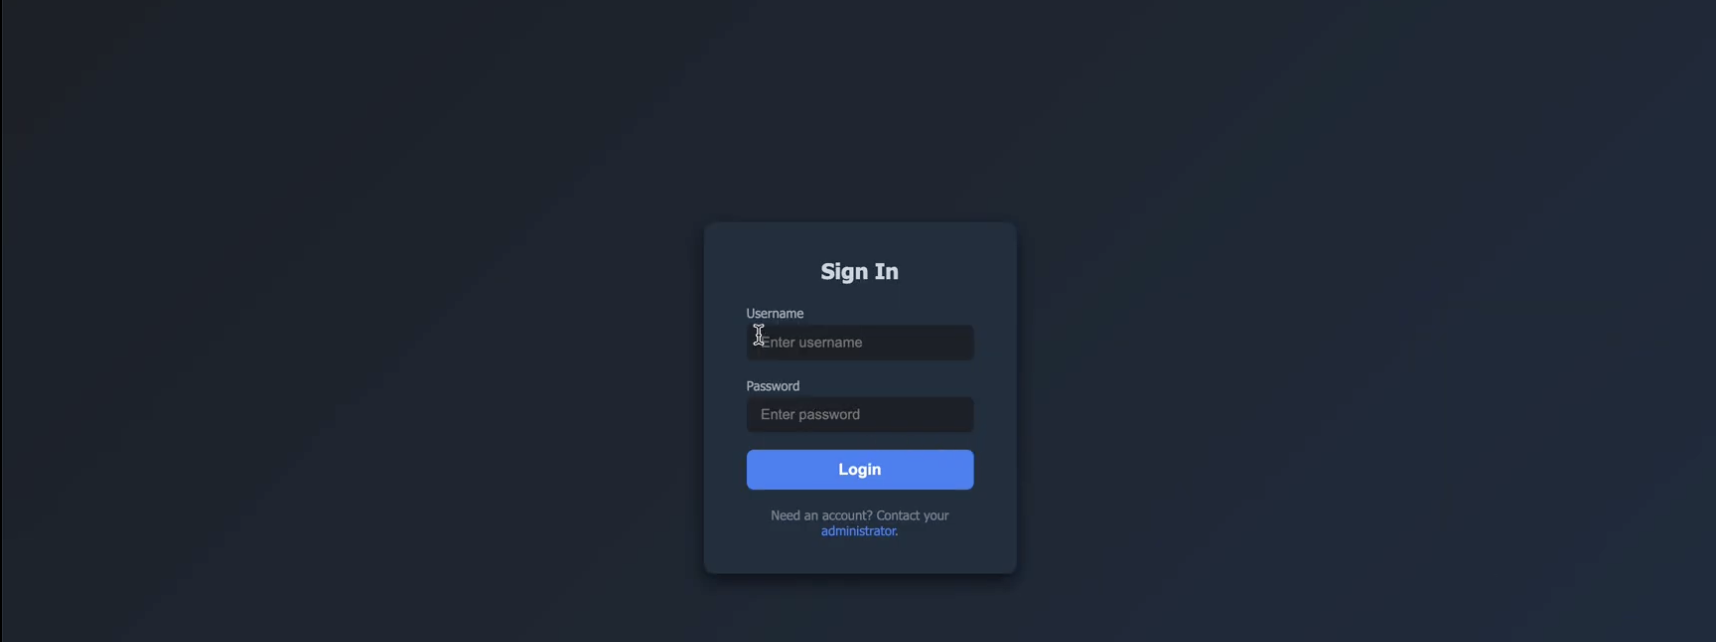 Sign In
Username
Enter username
Password
Enter password
Login
Need an account? Contact your
administrator.